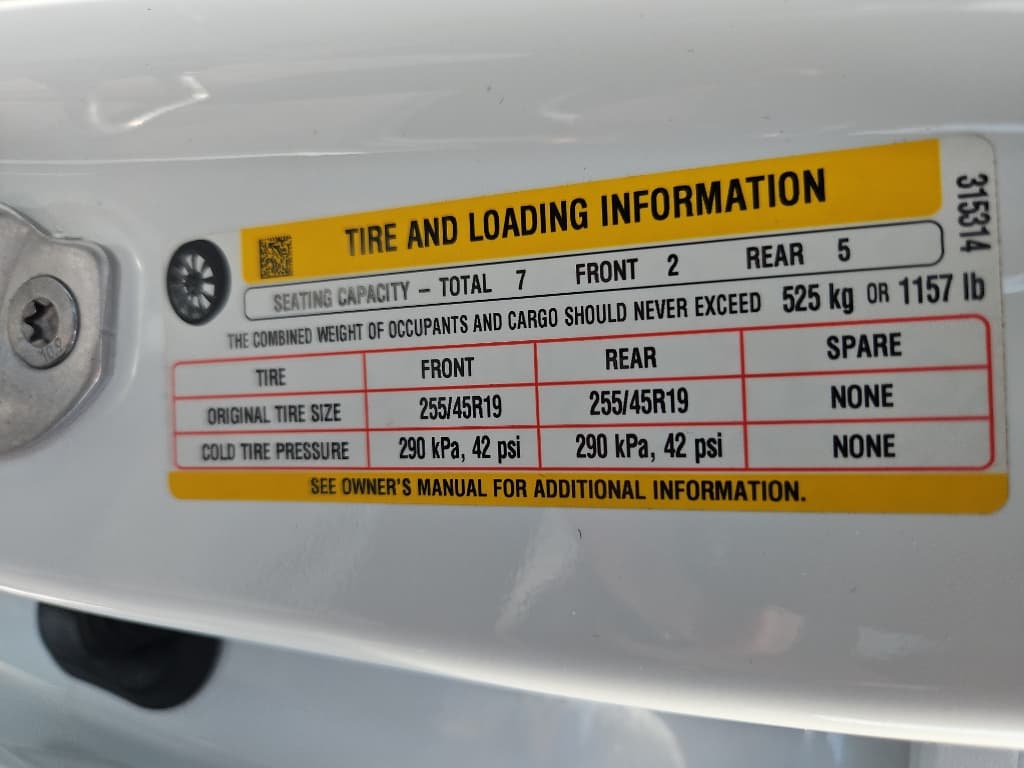 TIRE AND LOADING INFORMATION
315314
SEATING CAPACITY – TOTAL 7 FRONT 2 REAR 5
THE COMBINED WEIGHT OF OCCUPANTS AND CARGO SHOULD NEVER EXCEED 525 kg OR 1157 lb
TIRE FRONT REAR SPARE
ORIGINAL TIRE SIZE 255/45R19 255/45R19 NONE
COLD TIRE PRESSURE 290 kPa, 42 psi 290 kPa, 42 psi NONE
SEE OWNER'S MANUAL FOR ADDITIONAL INFORMATION.
10.9